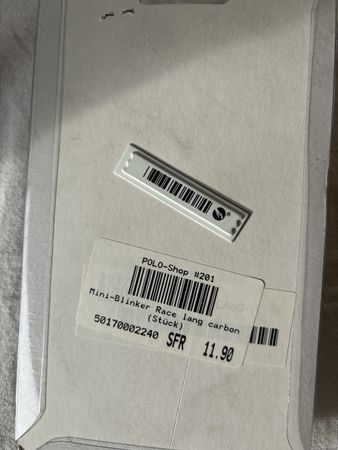 POLO-Shop #201
Mini-Blinker Race lang carbon
(Stück)
50170002240 SFR 11.90